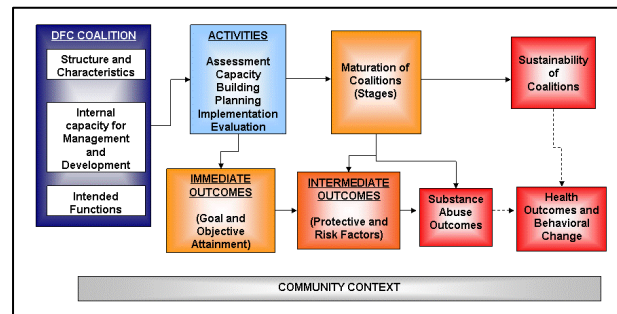 DFC COALITION
Structure and
Characteristics
Internal
capacity for
Management
and
Development
Intended
Functions
ACTIVITIES
Assessment
Capacity
Building
Planning
Implementation
Evaluation
Maturation of
Coalitions
(Stages)
Sustainability
of
Coalitions
IMMEDIATE
OUTCOMES
(Goal and
Objective
Attainment)
INTERMEDIATE
OUTCOMES
(Protective and
Risk Factors)
Substance
Abuse
Outcomes
Health
Outcomes and
Behavioral
Change
COMMUNITY CONTEXT